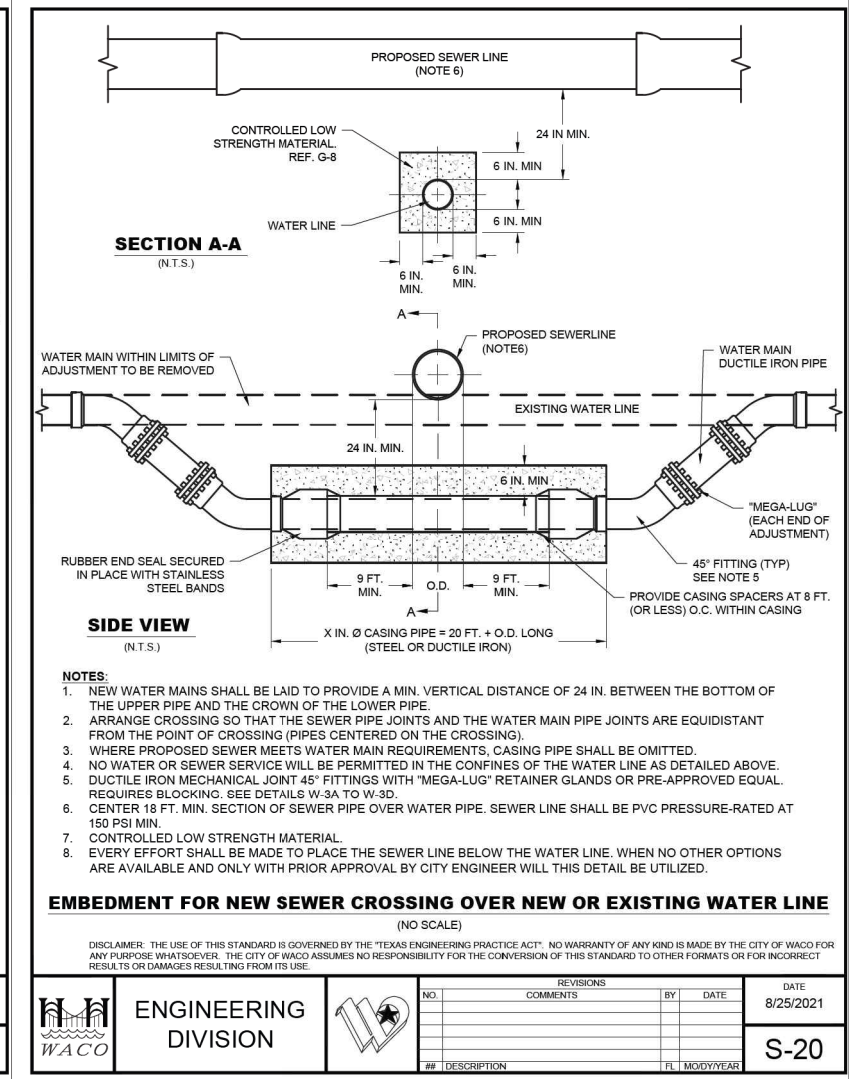 PROPOSED SEWER LINE
(NOTE 6)
CONTROLLED LOW
STRENGTH MATERIAL.
REF. G-8
24 IN MIN.
6 IN. MIN
WATER LINE
6 IN. MIN
SECTION A-A
(N.T.S.)
6 IN.
MIN.
6 IN.
MIN.
A
PROPOSED SEWERLINE
(NOTE6)
WATER MAIN WITHIN LIMITS OF
ADJUSTMENT TO BE REMOVED
WATER MAIN
DUCTILE IRON PIPE
EXISTING WATER LINE
24 IN. MIN.
6 IN. MIN
"MEGA-LUG"
(EACH END OF
ADJUSTMENT)
RUBBER END SEAL SECURED
IN PLACE WITH STAINLESS
STEEL BANDS
45° FITTING (TYP)
SEE NOTE 5
9 FT.
MIN.
O.D.
9 FT.
MIN.
PROVIDE CASING SPACERS AT 8 FT.
(OR LESS) O.C. WITHIN CASING
A
SIDE VIEW
(N.T.S.)
X IN. Ø CASING PIPE = 20 FT. + O.D. LONG
(STEEL OR DUCTILE IRON)
NOTES:
1. NEW WATER MAINS SHALL BE LAID TO PROVIDE A MIN. VERTICAL DISTANCE OF 24 IN. BETWEEN THE BOTTOM OF
THE UPPER PIPE AND THE CROWN OF THE LOWER PIPE.
2. ARRANGE CROSSING SO THAT THE SEWER PIPE JOINTS AND THE WATER MAIN PIPE JOINTS ARE EQUIDISTANT
FROM THE POINT OF CROSSING (PIPES CENTERED ON THE CROSSING).
3. WHERE PROPOSED SEWER MEETS WATER MAIN REQUIREMENTS, CASING PIPE SHALL BE OMITTED.
4. NO WATER OR SEWER SERVICE WILL BE PERMITTED IN THE CONFINES OF THE WATER LINE AS DETAILED ABOVE.
5. DUCTILE IRON MECHANICAL JOINT 45° FITTINGS WITH "MEGA-LUG" RETAINER GLANDS OR PRE-APPROVED EQUAL.
REQUIRES BLOCKING. SEE DETAILS W-3A TO W-3D.
6. CENTER 18 FT. MIN. SECTION OF SEWER PIPE OVER WATER PIPE. SEWER LINE SHALL BE PVC PRESSURE-RATED AT
150 PSI MIN.
7. CONTROLLED LOW STRENGTH MATERIAL.
8. EVERY EFFORT SHALL BE MADE TO PLACE THE SEWER LINE BELOW THE WATER LINE. WHEN NO OTHER OPTIONS
ARE AVAILABLE AND ONLY WITH PRIOR APPROVAL BY CITY ENGINEER WILL THIS DETAIL BE UTILIZED.
EMBEDMENT FOR NEW SEWER CROSSING OVER NEW OR EXISTING WATER LINE
(NO SCALE)
DISCLAIMER: THE USE OF THIS STANDARD IS GOVERNED BY THE "TEXAS ENGINEERING PRACTICE ACT". NO WARRANTY OF ANY KIND IS MADE BY THE CITY OF WACO FOR
ANY PURPOSE WHATSOEVER. THE CITY OF WACO ASSUMES NO RESPONSIBILITY FOR THE CONVERSION OF THIS STANDARD TO OTHER FORMATS OR FOR INCORRECT
RESULTS OR DAMAGES RESULTING FROM ITS USE.
WACO
ENGINEERING
DIVISION
REVISIONS
NO. COMMENTS BY DATE
## DESCRIPTION FL MO/DY/YEAR
DATE
8/25/2021
S-20